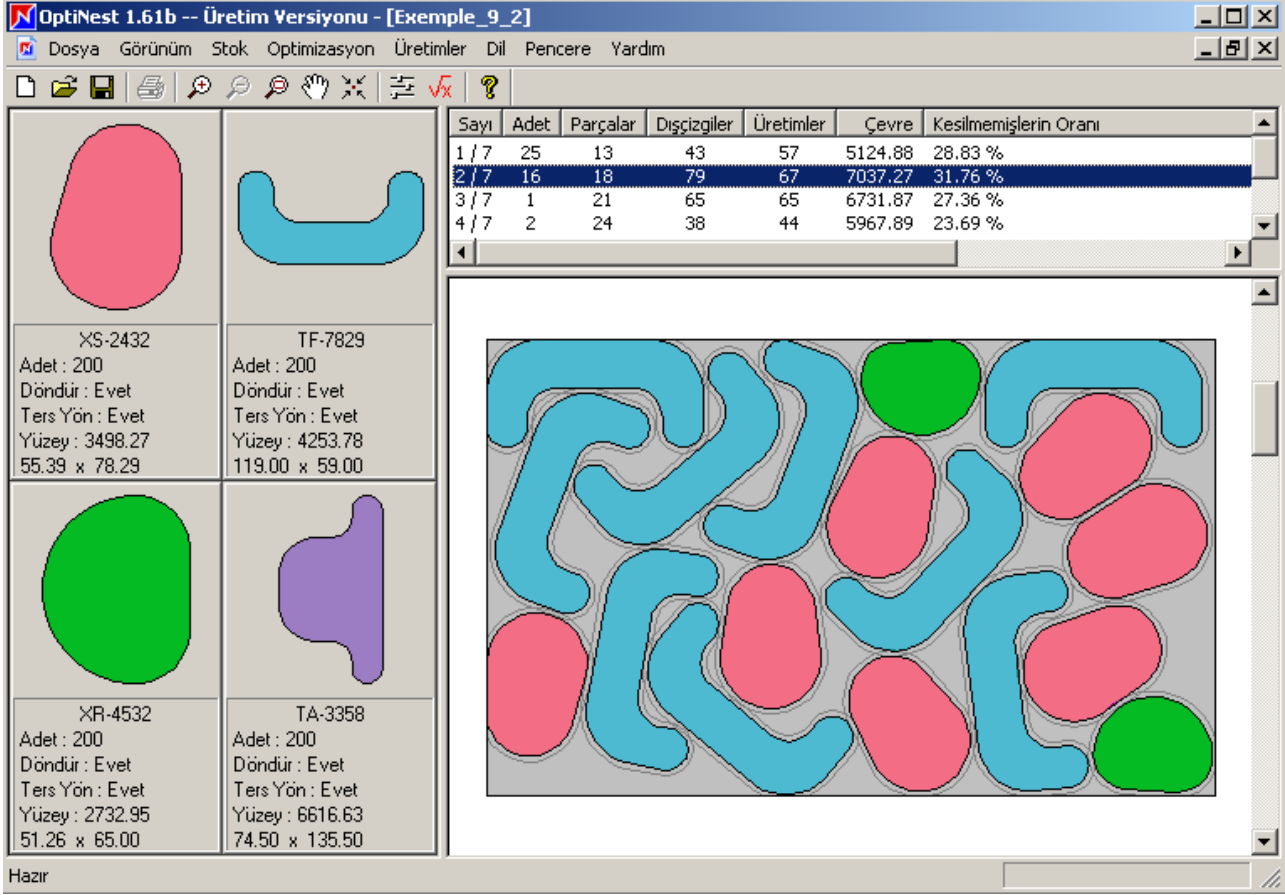 OptiNest 1.61b -- Üretim Versiyonu - [Exemple_9_2]
Dosya Görünüm Stok Optimizasyon Üretimler Dil Pencere Yardım
XS-2432
Adet : 200
Döndür : Evet
Ters Yön : Evet
Yüzey : 3498.27
55.39 x 78.29
TF-7829
Adet : 200
Döndür : Evet
Ters Yön : Evet
Yüzey : 4253.78
119.00 x 59.00
XR-4532
Adet : 200
Döndür : Evet
Ters Yön : Evet
Yüzey : 2732.95
51.26 x 65.00
TA-3358
Adet : 200
Döndür : Evet
Ters Yön : Evet
Yüzey : 6616.63
74.50 x 135.50
Sayı Adet Parçalar Dışçizgiler Üretimler Çevre Kesilmemişlerin Oranı
1 / 7 25 13 43 57 5124.88 28.83 %
2 / 7 16 18 79 67 7037.27 31.76 %
3 / 7 1 21 65 65 6731.87 27.36 %
4 / 7 2 24 38 44 5967.89 23.69 %
Hazır